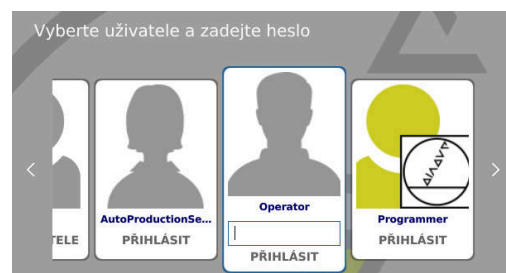 Vyberte uživatele a zadejte heslo
AutoProductionSe...
Operator
Programmer
TELE
PŘIHLÁSIT
PŘIHLÁSIT
PŘIHLÁSIT